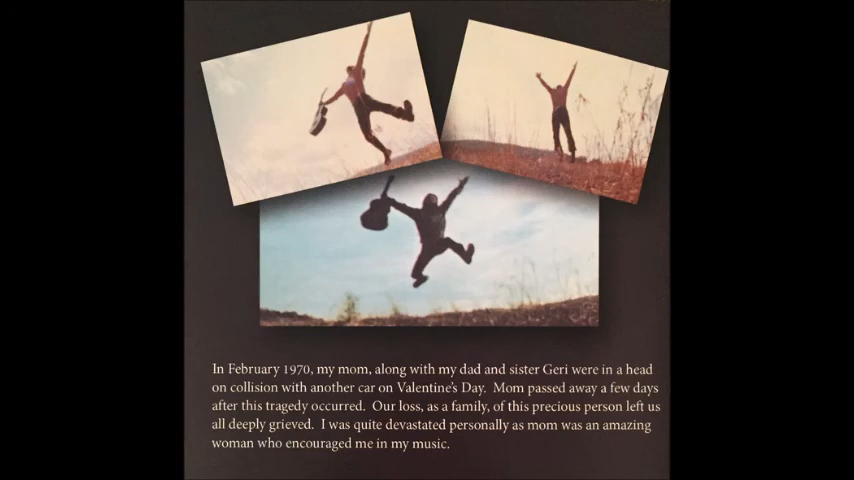 In February 1970, my mom, along with my dad and sister Geri were in a head
on collision with another car on Valentine's Day.  Mom passed away a few days
after this tragedy occurred.  Our loss, as a family, of this precious person left us
all deeply grieved.  I was quite devastated personally as mom was an amazing
woman who encouraged me in my music.